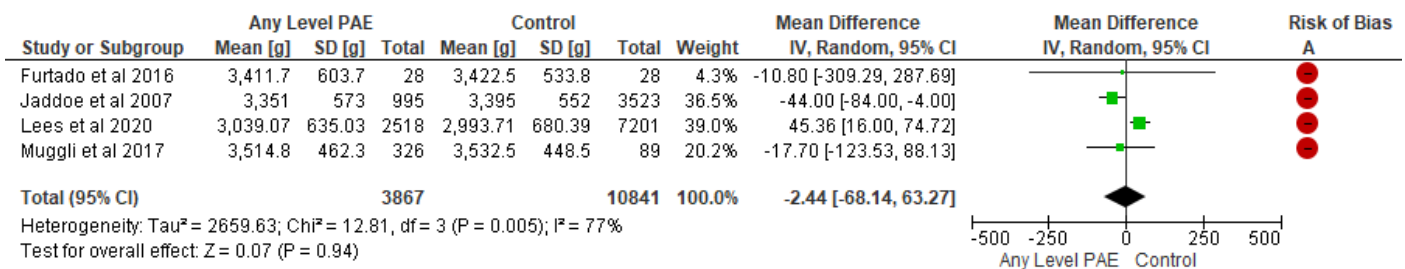 Any Level PAE Control Mean Difference Mean Difference Risk of Bias
Study or Subgroup Mean [g] SD [g] Total Mean [g] SD [g] Total Weight IV, Random, 95% CI IV, Random, 95% CI A
Furtado et al 2016 3,411.7 603.7 28 3,422.5 533.8 28 4.3% -10.80 [-309.29, 287.69]
Jaddoe et al 2007 3,351 573 995 3,395 552 3523 36.5% -44.00 [-84.00, -4.00]
Lees et al 2020 3,039.07 635.03 2518 2,993.71 680.39 7201 39.0% 45.36 [16.00, 74.72]
Muggli et al 2017 3,514.8 462.3 326 3,532.5 448.5 89 20.2% -17.70 [-123.53, 88.13]
Total (95% CI) 3867 10841 100.0% -2.44 [-68.14, 63.27]
Heterogeneity: Tau² = 2659.63; Chi² = 12.81, df = 3 (P = 0.005); I² = 77%
Test for overall effect: Z = 0.07 (P = 0.94)
-500 -250 0 250 500
Any Level PAE Control